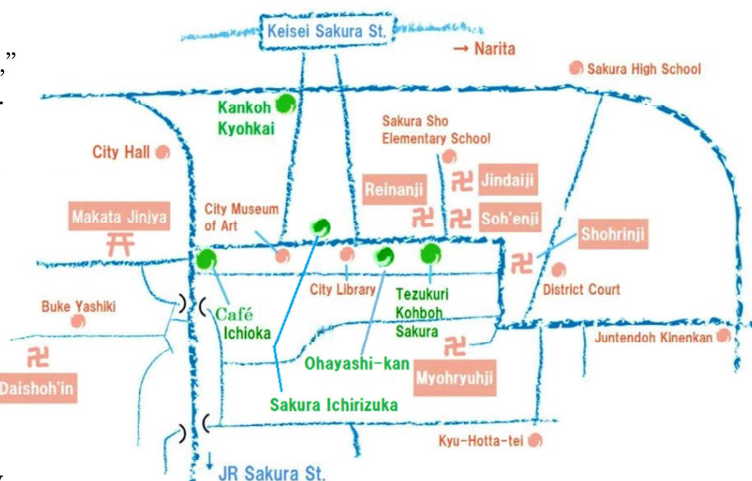 Keisei Sakura St.
”
,”
.
→ Narita
Sakura High School
Kankoh
Kyohkai
Sakura Sho
Elementary School
City Hall
Reinanji
Jindaiji
Makata Jinjya
City Museum
of Art
Soh'enji
Shohrinji
Café
Ichioka
City Library
Tezukuri
Kohboh
Sakura
District Court
Buke Yashiki
Juntendoh Kinenkan
Ohayashi-kan
Daishoh'in
Myohryuhji
Sakura Ichirizuka
Kyu-Hotta-tei
↓
JR Sakura St.